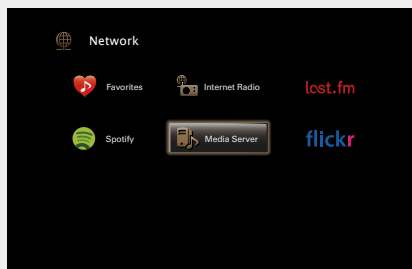 Network
Favorites
Internet Radio
last.fm
Spotify
Media Server
flickr